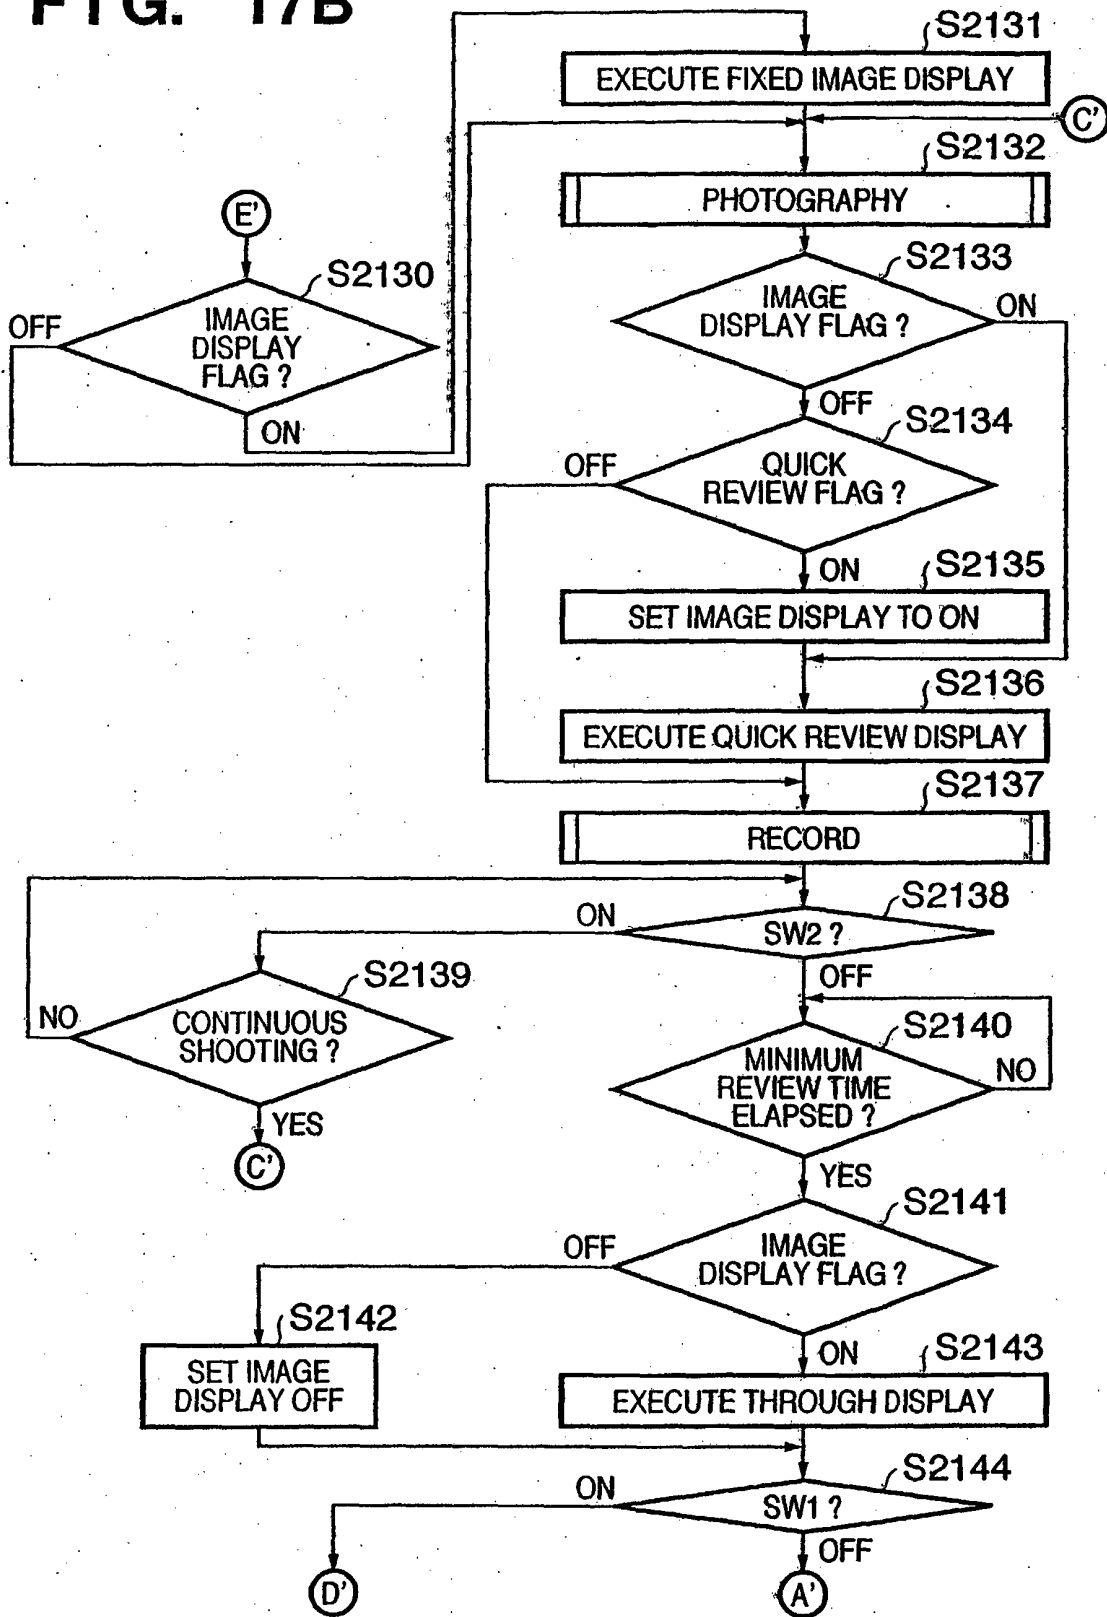 FIG. 17B
S2131
EXECUTE FIXED IMAGE DISPLAY
C'
S2132
PHOTOGRAPHY
E'
S2130
IMAGE
DISPLAY
FLAG ?
OFF
ON
S2133
IMAGE
DISPLAY FLAG ?
ON
OFF
S2134
QUICK
REVIEW FLAG ?
OFF
ON
S2135
SET IMAGE DISPLAY TO ON
S2136
EXECUTE QUICK REVIEW DISPLAY
S2137
RECORD
S2138
SW2 ?
ON
OFF
S2139
CONTINUOUS
SHOOTING ?
NO
YES
C'
S2140
MINIMUM
REVIEW TIME
ELAPSED ?
NO
YES
S2141
IMAGE
DISPLAY FLAG ?
OFF
ON
S2142
SET IMAGE
DISPLAY OFF
S2143
EXECUTE THROUGH DISPLAY
S2144
SW1 ?
ON
OFF
D'
A'